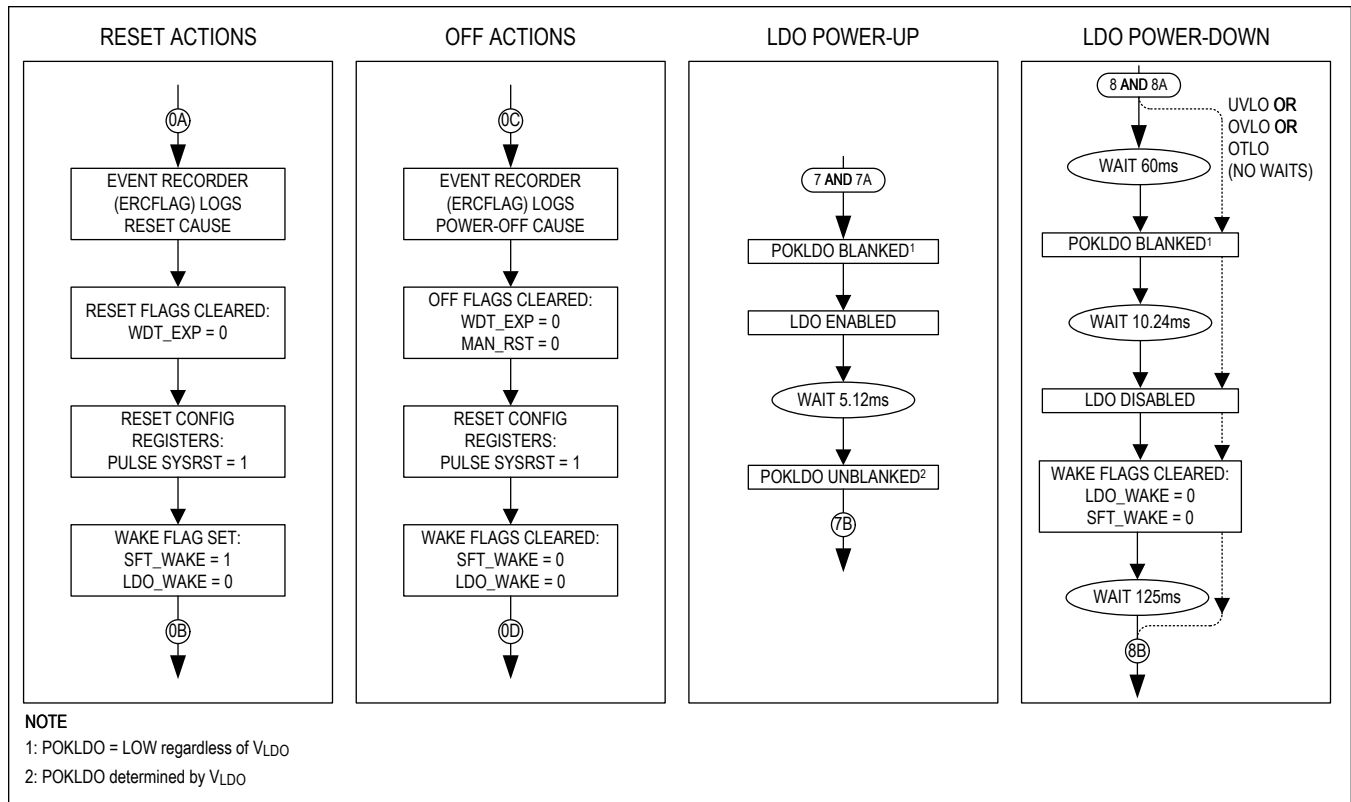 RESET ACTIONS
0A
EVENT RECORDER
(ERCFLAG) LOGS
RESET CAUSE
RESET FLAGS CLEARED:
WDT_EXP = 0
RESET CONFIG
REGISTERS:
PULSE SYSRST = 1
WAKE FLAG SET:
SFT_WAKE = 1
LDO_WAKE = 0
0B
OFF ACTIONS
0C
EVENT RECORDER
(ERCFLAG) LOGS
POWER-OFF CAUSE
OFF FLAGS CLEARED:
WDT_EXP = 0
MAN_RST = 0
RESET CONFIG
REGISTERS:
PULSE SYSRST = 1
WAKE FLAGS CLEARED:
SFT_WAKE = 0
LDO_WAKE = 0
0D
LDO POWER-UP
7 AND 7A
POKLDO BLANKED1
LDO ENABLED
WAIT 5.12ms
POKLDO UNBLANKED2
7B
LDO POWER-DOWN
8 AND 8A
UVLO OR
OVLO OR
OTLO
(NO WAITS)
WAIT 60ms
POKLDO BLANKED1
WAIT 10.24ms
LDO DISABLED
WAKE FLAGS CLEARED:
LDO_WAKE = 0
SFT_WAKE = 0
WAIT 125ms
8B
NOTE
1: POKLDO = LOW regardless of VLDO
2: POKLDO determined by VLDO